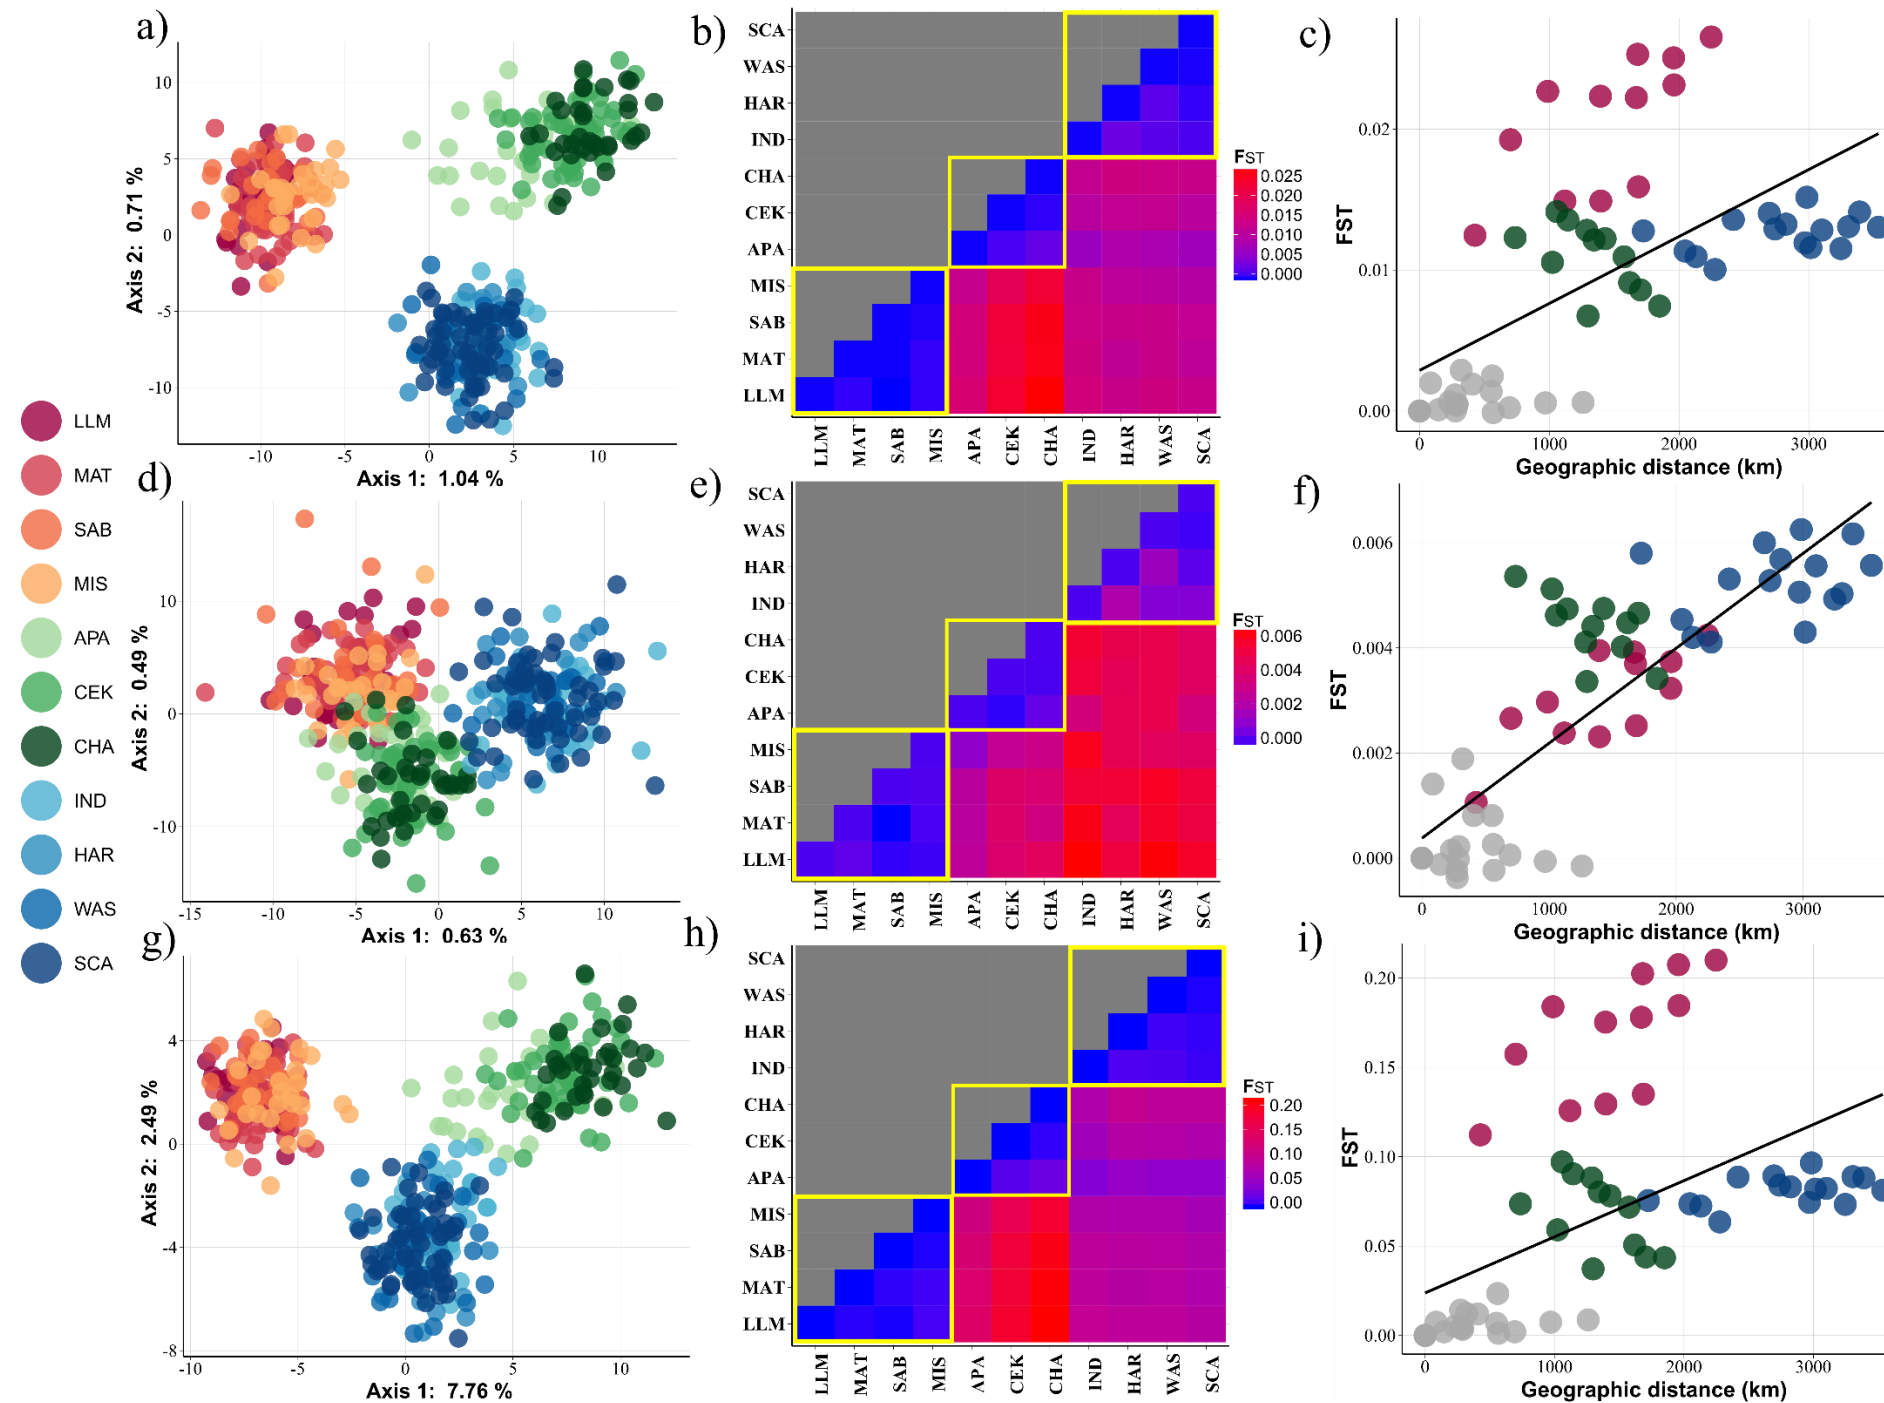 a)
10
5
0
-5
-10
-10
-5
0
5
10
Axis 2: 0.71 %
Axis 1: 1.04 %
b)
SCA
WAS
HAR
IND
CHA
CEK
APA
MIS
SAB
MAT
LLM
LLM
MAT
SAB
MIS
APA
CEK
CHA
IND
HAR
WAS
SCA
FST
0.025
0.020
0.015
0.010
0.005
0.000
c)
0.02
0.01
0.00
FST
0
1000
2000
3000
Geographic distance (km)
LLM
MAT
SAB
MIS
APA
CEK
CHA
IND
HAR
WAS
SCA
d)
10
0
-10
-15
-10
-5
0
5
10
Axis 2: 0.49 %
Axis 1: 0.63 %
e)
SCA
WAS
HAR
IND
CHA
CEK
APA
MIS
SAB
MAT
LLM
LLM
MAT
SAB
MIS
APA
CEK
CHA
IND
HAR
WAS
SCA
FST
0.006
0.004
0.002
0.000
f)
0.006
0.004
0.002
0.000
FST
0
1000
2000
3000
Geographic distance (km)
g)
4
0
-4
-8
-10
-5
0
5
10
Axis 2: 2.49 %
Axis 1: 7.76 %
h)
SCA
WAS
HAR
IND
CHA
CEK
APA
MIS
SAB
MAT
LLM
LLM
MAT
SAB
MIS
APA
CEK
CHA
IND
HAR
WAS
SCA
FST
0.20
0.15
0.10
0.05
0.00
i)
0.20
0.15
0.10
0.05
0.00
FST
0
1000
2000
3000
Geographic distance (km)